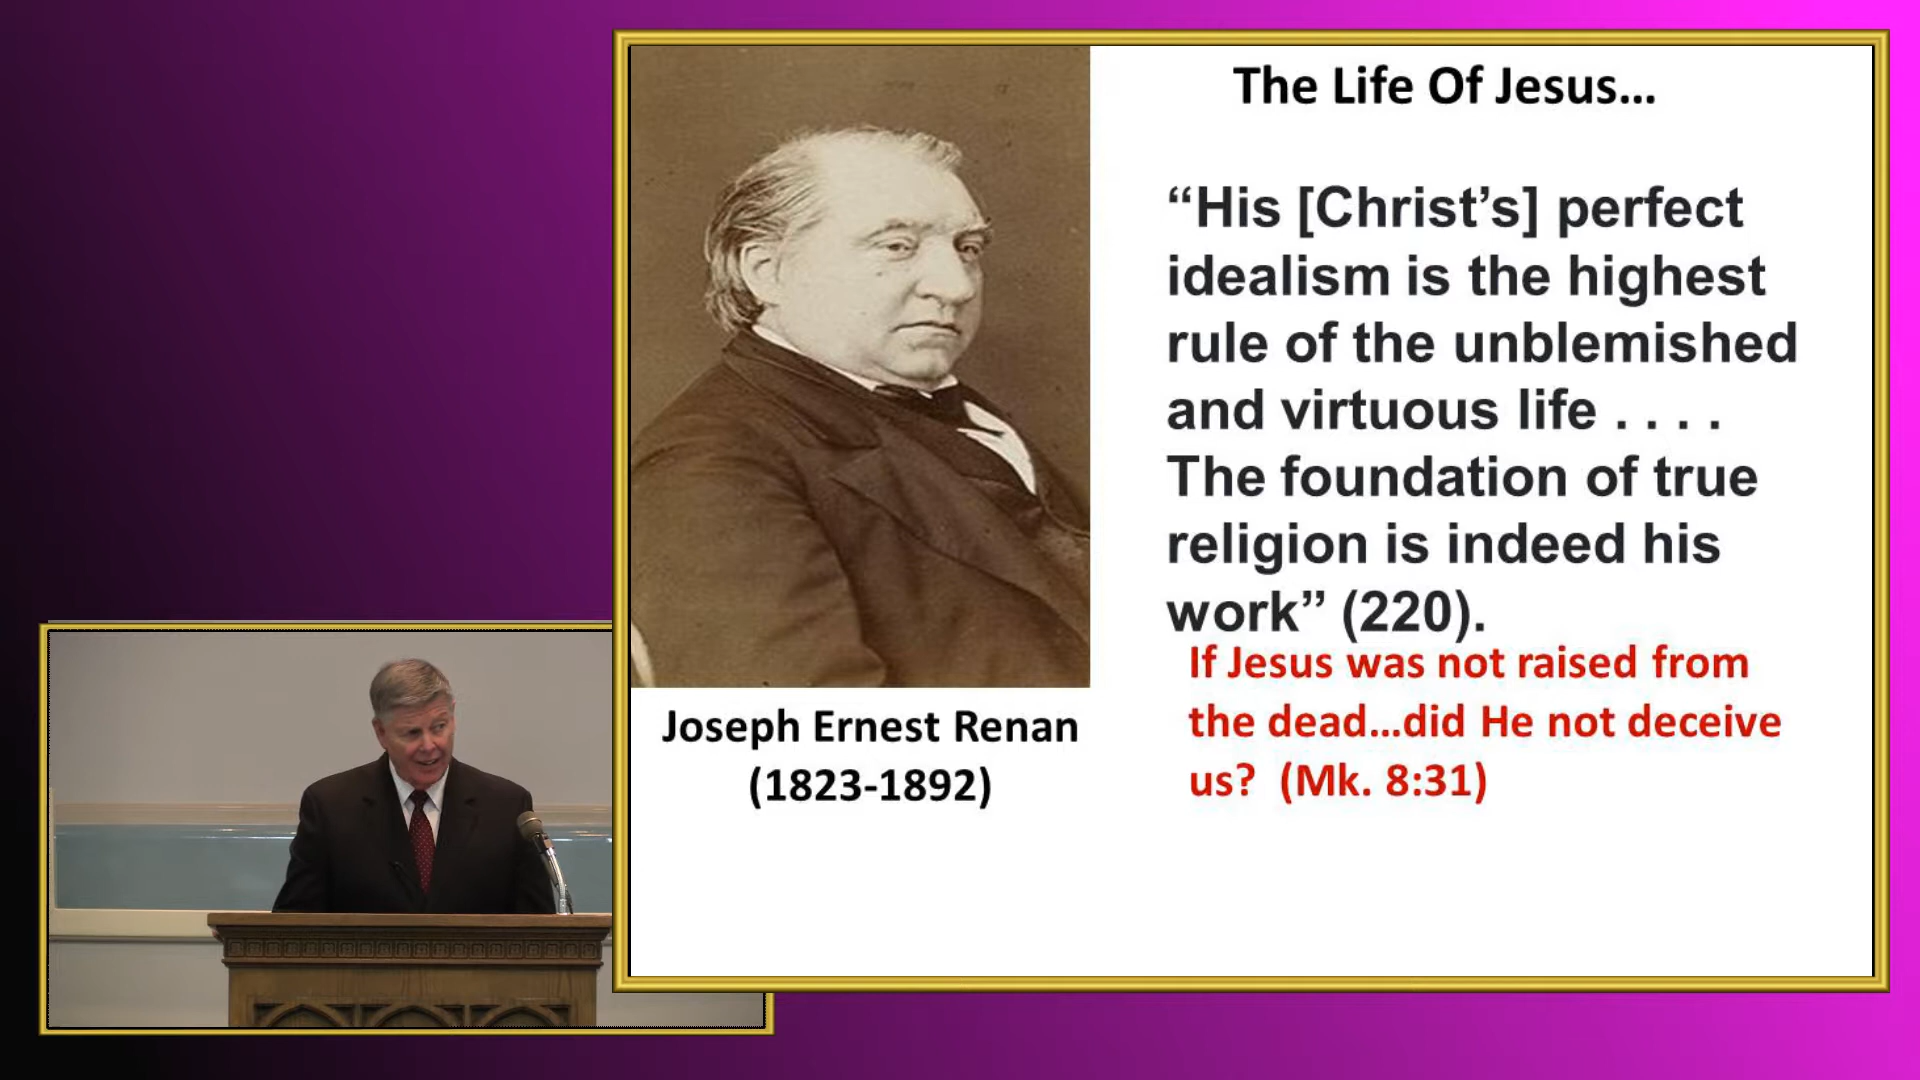 The Life Of Jesus...
“His [Christ’s] perfect
idealism is the highest
rule of the unblemished
and virtuous life . . . .
The foundation of true
religion is indeed his
work” (220).
If Jesus was not raised from
the dead...did He not deceive
us? (Mk. 8:31)
Joseph Ernest Renan
(1823-1892)